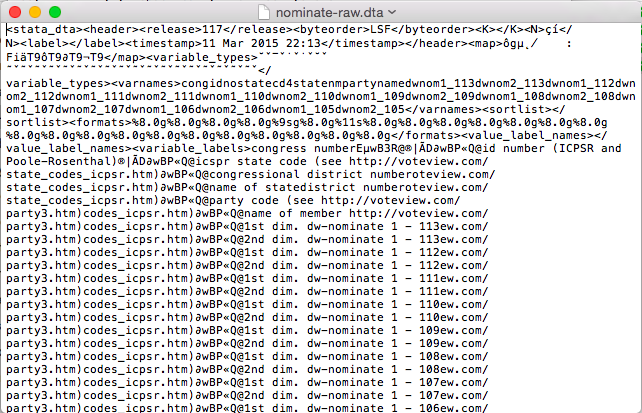 nominate-raw.dta
<stata_dta><header><release>117</release><byteorder>LSF</byteorder><K></K><N>çí</
N><label></label><timestamp>11 Mar 2015 22:13</timestamp></header><map>
</map><variable_types>
</
variable_types><varnames>congidnostatecd4statenmpartynamedwnom1_113dwnom2_113dwnom1_112dwn
om2_112dwnom1_111dwnom2_111dwnom1_110dwnom2_110dwnom1_109dwnom2_109dwnom1_108dwnom2_108dwn
om1_107dwnom2_107dwnom1_106dwnom2_106dwnom1_105dwnom2_105</varnames><sortlist></
sortlist><formats>%8.0g%8.0g%8.0g%8.0g%9sg%8.0g%11s%8.0g%8.0g%8.0g%8.0g%8.0g%8.0g
%8.0g%8.0g%8.0g%8.0g%8.0g%8.0g%8.0g%8.0g%8.0g%8.0g%8.0g</formats><value_label_names></
value_label_names><variable_labels>congress numberEµwB3R@®|ÃD∂wBP«Q@id number (ICPSR and
Poole-Rosenthal)®|ÃD∂wBP«Q@icspr state code (see http://voteview.com/
state_codes_icpsr.htm)∂wBP«Q@congressional district numberoteview.com/
state_codes_icpsr.htm)∂wBP«Q@name of statedistrict numberoteview.com/
state_codes_icpsr.htm)∂wBP«Q@party code (see http://voteview.com/
party3.htm)codes_icpsr.htm)∂wBP«Q@name of member http://voteview.com/
party3.htm)codes_icpsr.htm)∂wBP«Q@1st dim. dw-nominate 1 - 113ew.com/
party3.htm)codes_icpsr.htm)∂wBP«Q@2nd dim. dw-nominate 1 - 113ew.com/
party3.htm)codes_icpsr.htm)∂wBP«Q@1st dim. dw-nominate 1 - 112ew.com/
party3.htm)codes_icpsr.htm)∂wBP«Q@2nd dim. dw-nominate 1 - 112ew.com/
party3.htm)codes_icpsr.htm)∂wBP«Q@1st dim. dw-nominate 1 - 111ew.com/
party3.htm)codes_icpsr.htm)∂wBP«Q@2nd dim. dw-nominate 1 - 111ew.com/
party3.htm)codes_icpsr.htm)∂wBP«Q@1st dim. dw-nominate 1 - 110ew.com/
party3.htm)codes_icpsr.htm)∂wBP«Q@2nd dim. dw-nominate 1 - 110ew.com/
party3.htm)codes_icpsr.htm)∂wBP«Q@1st dim. dw-nominate 1 - 109ew.com/
party3.htm)codes_icpsr.htm)∂wBP«Q@2nd dim. dw-nominate 1 - 109ew.com/
party3.htm)codes_icpsr.htm)∂wBP«Q@1st dim. dw-nominate 1 - 108ew.com/
party3.htm)codes_icpsr.htm)∂wBP«Q@2nd dim. dw-nominate 1 - 108ew.com/
party3.htm)codes_icpsr.htm)∂wBP«Q@1st dim. dw-nominate 1 - 107ew.com/
party3.htm)codes_icpsr.htm)∂wBP«Q@2nd dim. dw-nominate 1 - 107ew.com/
party3.htm)codes_icpsr.htm)∂wBP«Q@1st dim. dw-nominate 1 - 106ew.com/